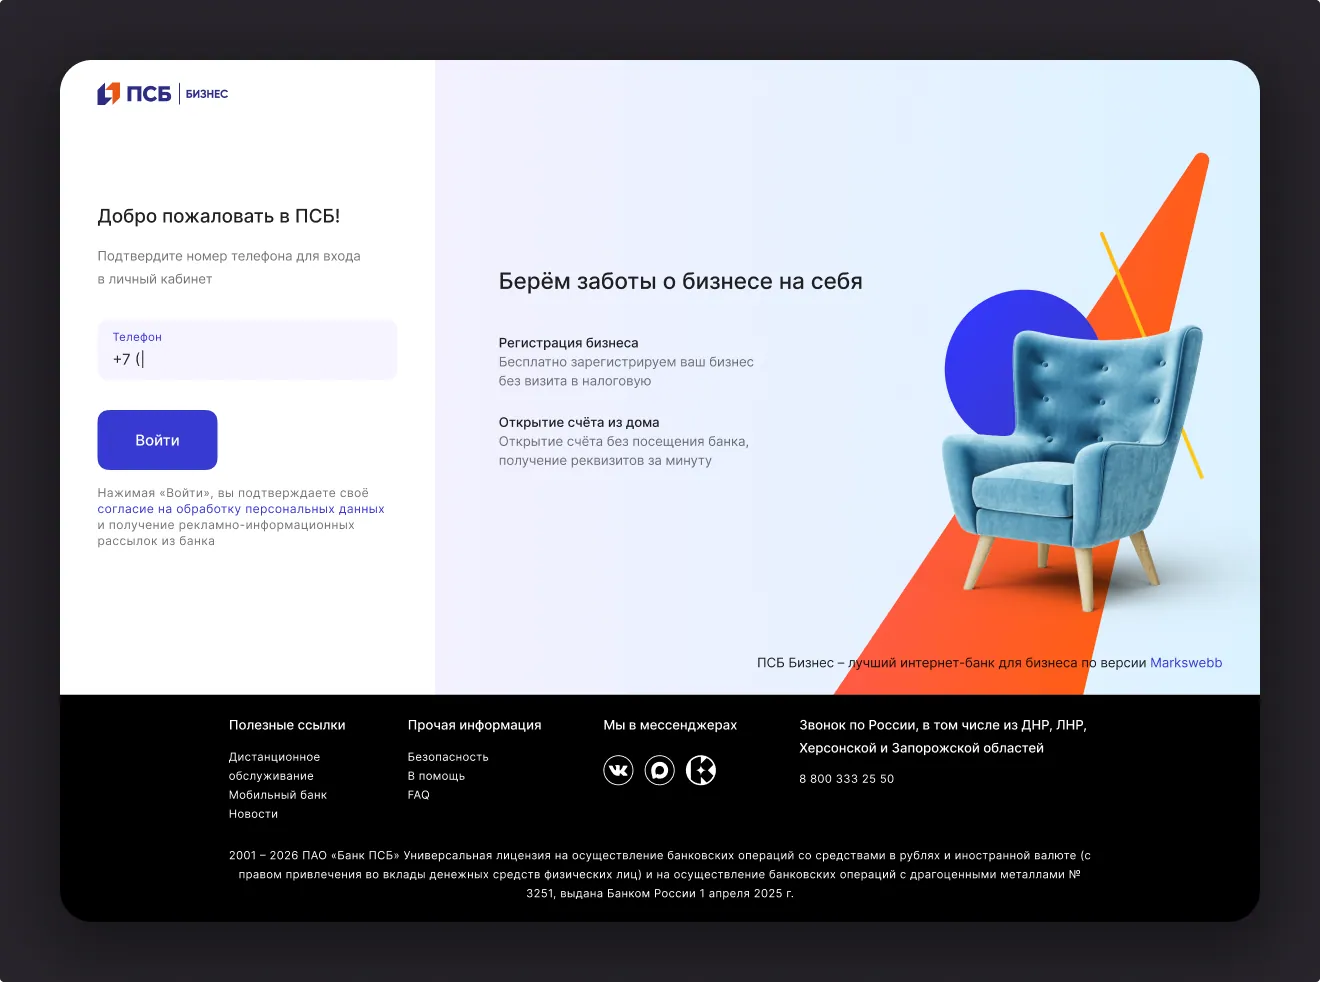 ПСБ БИЗНЕС
Добро пожаловать в ПСБ!
Подтвердите номер телефона для входа
в личный кабинет
Телефон
+7 (
Войти
Нажимая «Войти», вы подтверждаете своё
согласие на обработку персональных данных
и получение рекламно-информационных
рассылок из банка
Берём заботы о бизнесе на себя
Регистрация бизнеса
Бесплатно зарегистрируем ваш бизнес
без визита в налоговую
Открытие счёта из дома
Открытие счёта без посещения банка,
получение реквизитов за минуту
ПСБ Бизнес – лучший интернет-банк для бизнеса по версии Markswebb
Полезные ссылки
Дистанционное
обслуживание
Мобильный банк
Новости
Прочая информация
Безопасность
В помощь
FAQ
Мы в мессенджерах
Звонок по России, в том числе из ДНР, ЛНР,
Херсонской и Запорожской областей
8 800 333 25 50
2001 – 2026 ПАО «Банк ПСБ» Универсальная лицензия на осуществление банковских операций со средствами в рублях и иностранной валюте (с
правом привлечения во вклады денежных средств физических лиц) и на осуществление банковских операций с драгоценными металлами №
3251, выдана Банком России 1 апреля 2025 г.